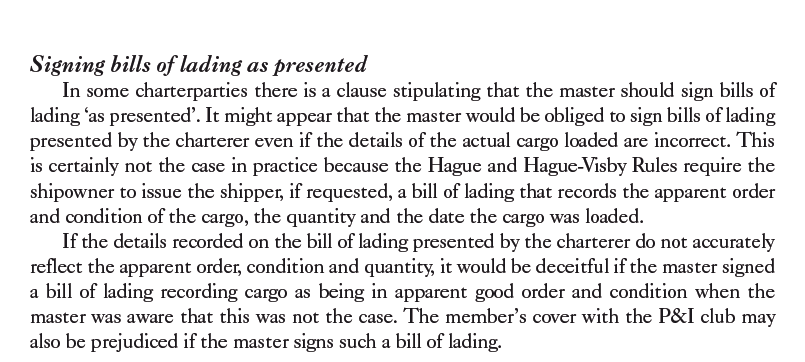 Signing bills of lading as presented
In some charterparties there is a clause stipulating that the master should sign bills of
lading ‘as presented’. It might appear that the master would be obliged to sign bills of lading
presented by the charterer even if the details of the actual cargo loaded are incorrect. This
is certainly not the case in practice because the Hague and Hague-Visby Rules require the
shipowner to issue the shipper, if requested, a bill of lading that records the apparent order
and condition of the cargo, the quantity and the date the cargo was loaded.
If the details recorded on the bill of lading presented by the charterer do not accurately
reflect the apparent order, condition and quantity, it would be deceitful if the master signed
a bill of lading recording cargo as being in apparent good order and condition when the
master was aware that this was not the case. The member’s cover with the P&I club may
also be prejudiced if the master signs such a bill of lading.